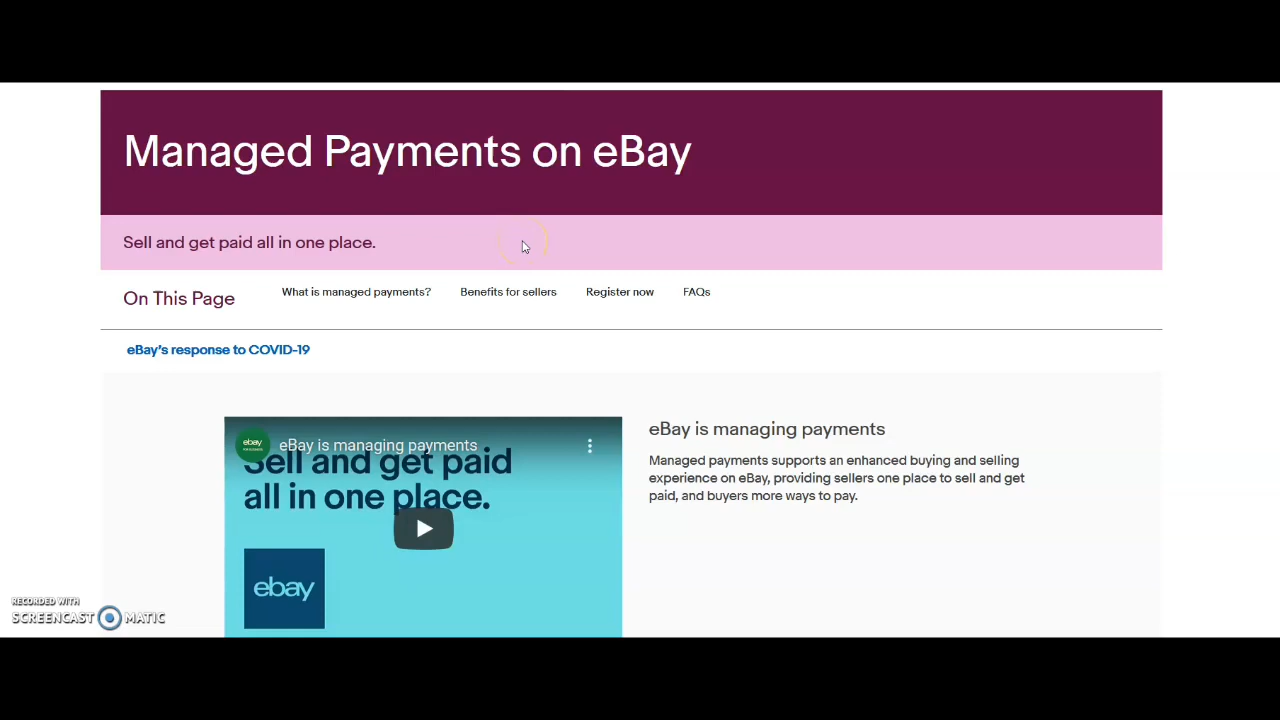 Managed Payments on eBay
Sell and get paid all in one place.
On This Page
What is managed payments?
Benefits for sellers
Register now
FAQs
eBay's response to COVID-19
ebay
eBay is managing payments
Sell and get paid
all in one place.
ebay
eBay is managing payments
Managed payments supports an enhanced buying and selling
experience on eBay, providing sellers one place to sell and get
paid, and buyers more ways to pay.
RECORDED WITH
SCREENCAST MATIC